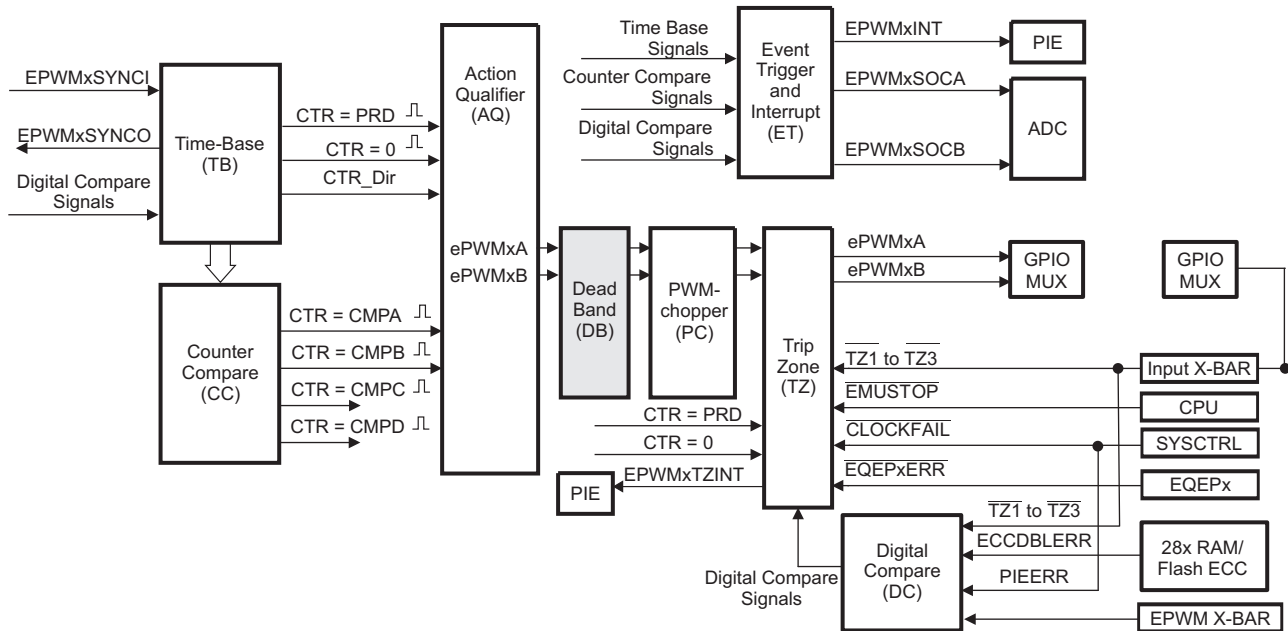 EPWMxSYNCI
EPWMxSYNCO
Digital Compare
Signals
Time-Base
(TB)
CTR = PRD
CTR = 0
CTR_Dir
Counter
Compare
(CC)
CTR = CMPA
CTR = CMPB
CTR = CMPC
CTR = CMPD
Action
Qualifier
(AQ)
ePWMxA
ePWMxB
Time Base
Signals
Counter Compare
Signals
Digital Compare
Signals
Event
Trigger
and
Interrupt
(ET)
EPWMxINT
EPWMxSOCA
EPWMxSOCB
PIE
ADC
Dead
Band
(DB)
PWM-
chopper
(PC)
Trip
Zone
(TZ)
ePWMxA
ePWMxB
GPIO
MUX
GPIO
MUX
CTR = PRD
CTR = 0
EPWMxTZINT
PIE
TZ1 to TZ3
EMUSTOP
CLOCKFAIL
EQEPxERR
Input X-BAR
CPU
SYSCTRL
EQEPx
Digital Compare
Signals
Digital
Compare
(DC)
TZ1 to TZ3
ECCDBLERR
PIEERR
28x RAM/
Flash ECC
EPWM X-BAR